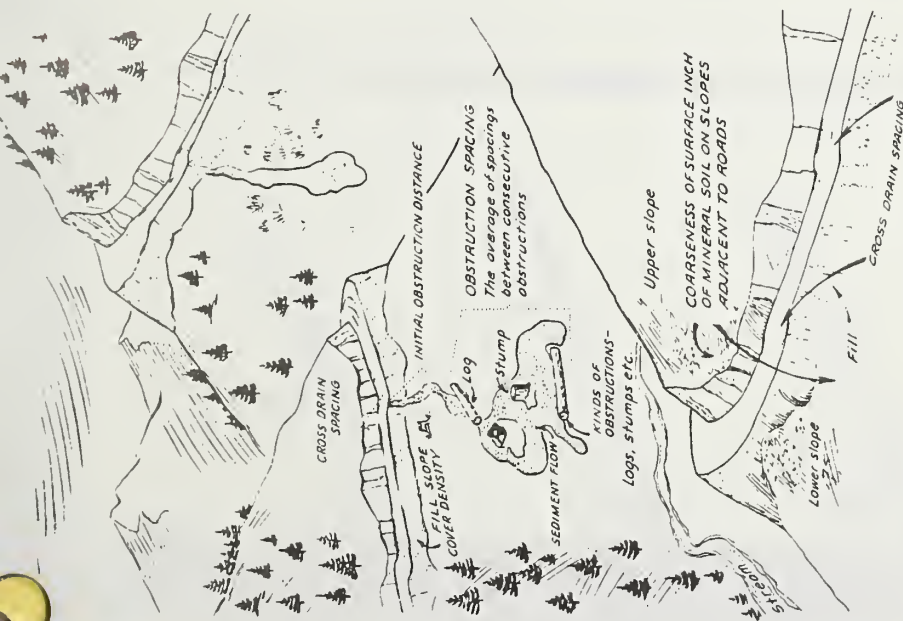 CROSS DRAIN
SPACING
INITIAL OBSTRUCTION DISTANCE
OBSTRUCTION SPACING
The average of spacings
between consecutive
obstructions
FILL SLOPE
COVER DENSITY
Log
Stump
SEDIMENT FLOW
KINDS OF
OBSTRUCTIONS-
Logs, stumps etc.
Upper slope
COARSENESS OF SURFACE INCH
OF MINERAL SOIL ON SLOPES
ADJACENT TO ROADS
Stream
Lower slope
Fill
CROSS DRAIN SPACING